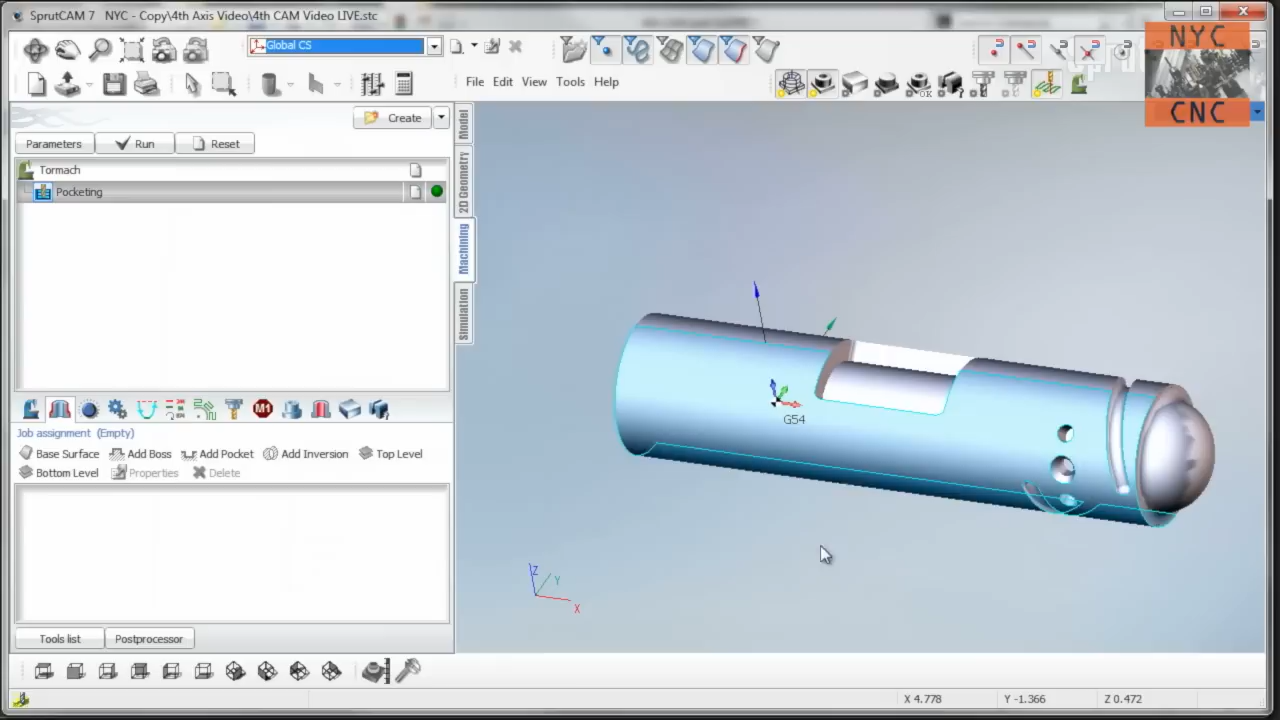 SprutCAM 7 NYC - Copy\4th Axis Video\4th CAM Video LIVE.stc
NYC
CNC
Global CS
File Edit View Tools Help
OK
Create
Parameters Run Reset
Tormach
Pocketing
Model
2D Geometry
Machining
Simulation
M1
Job assignment (Empty)
Base Surface Add Boss Add Pocket Add Inversion Top Level
Bottom Level Properties Delete
G54
Z
Y
X
Tools list Postprocessor
X 4.778 Y -1.366 Z 0.472